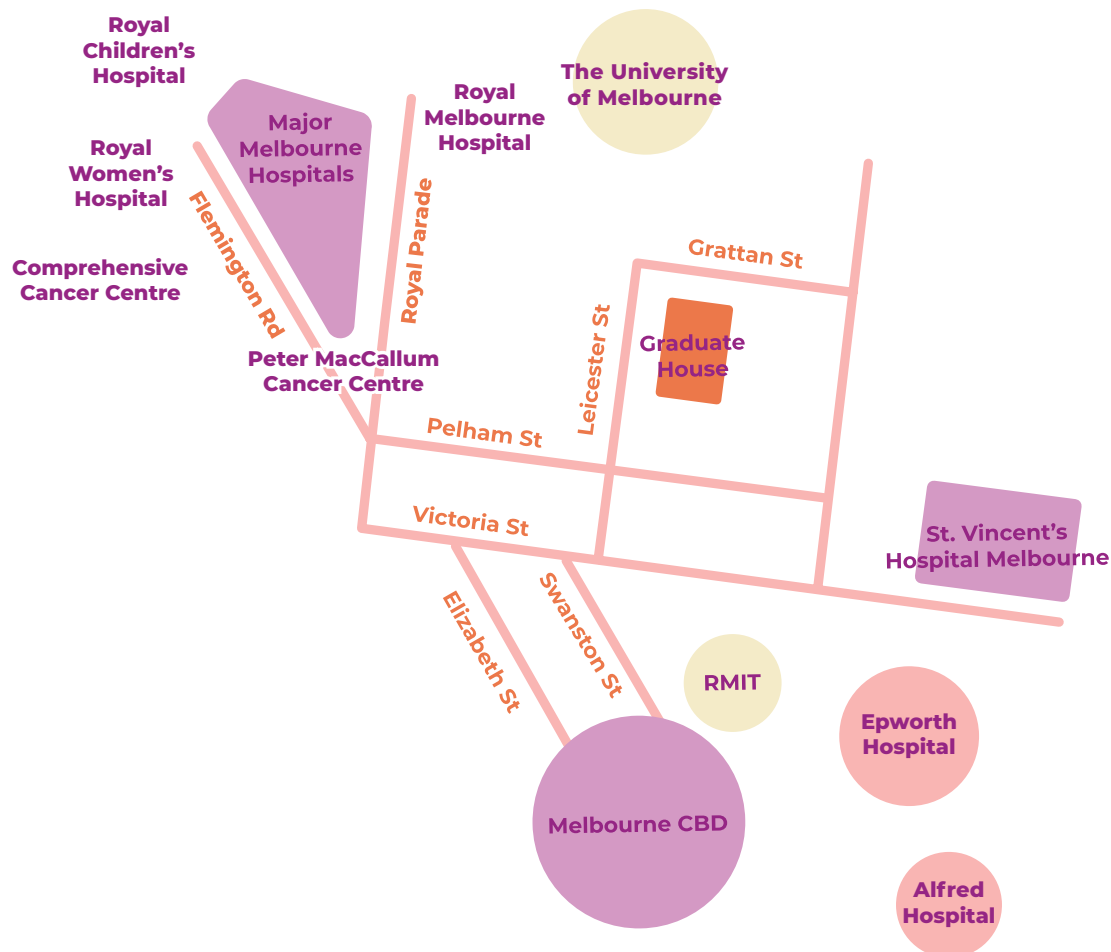 Royal
Children’s
Hospital
Major
Melbourne
Hospitals
Royal
Melbourne
Hospital
The University
of Melbourne
Royal
Women’s
Hospital
Flemington Rd
Royal Parade
Comprehensive
Cancer Centre
Grattan St
Leicester St
Graduate
House
Peter MacCallum
Cancer Centre
Pelham St
Victoria St
St. Vincent’s
Hospital Melbourne
Elizabeth St
Swanston St
RMIT
Epworth
Hospital
Melbourne CBD
Alfred
Hospital